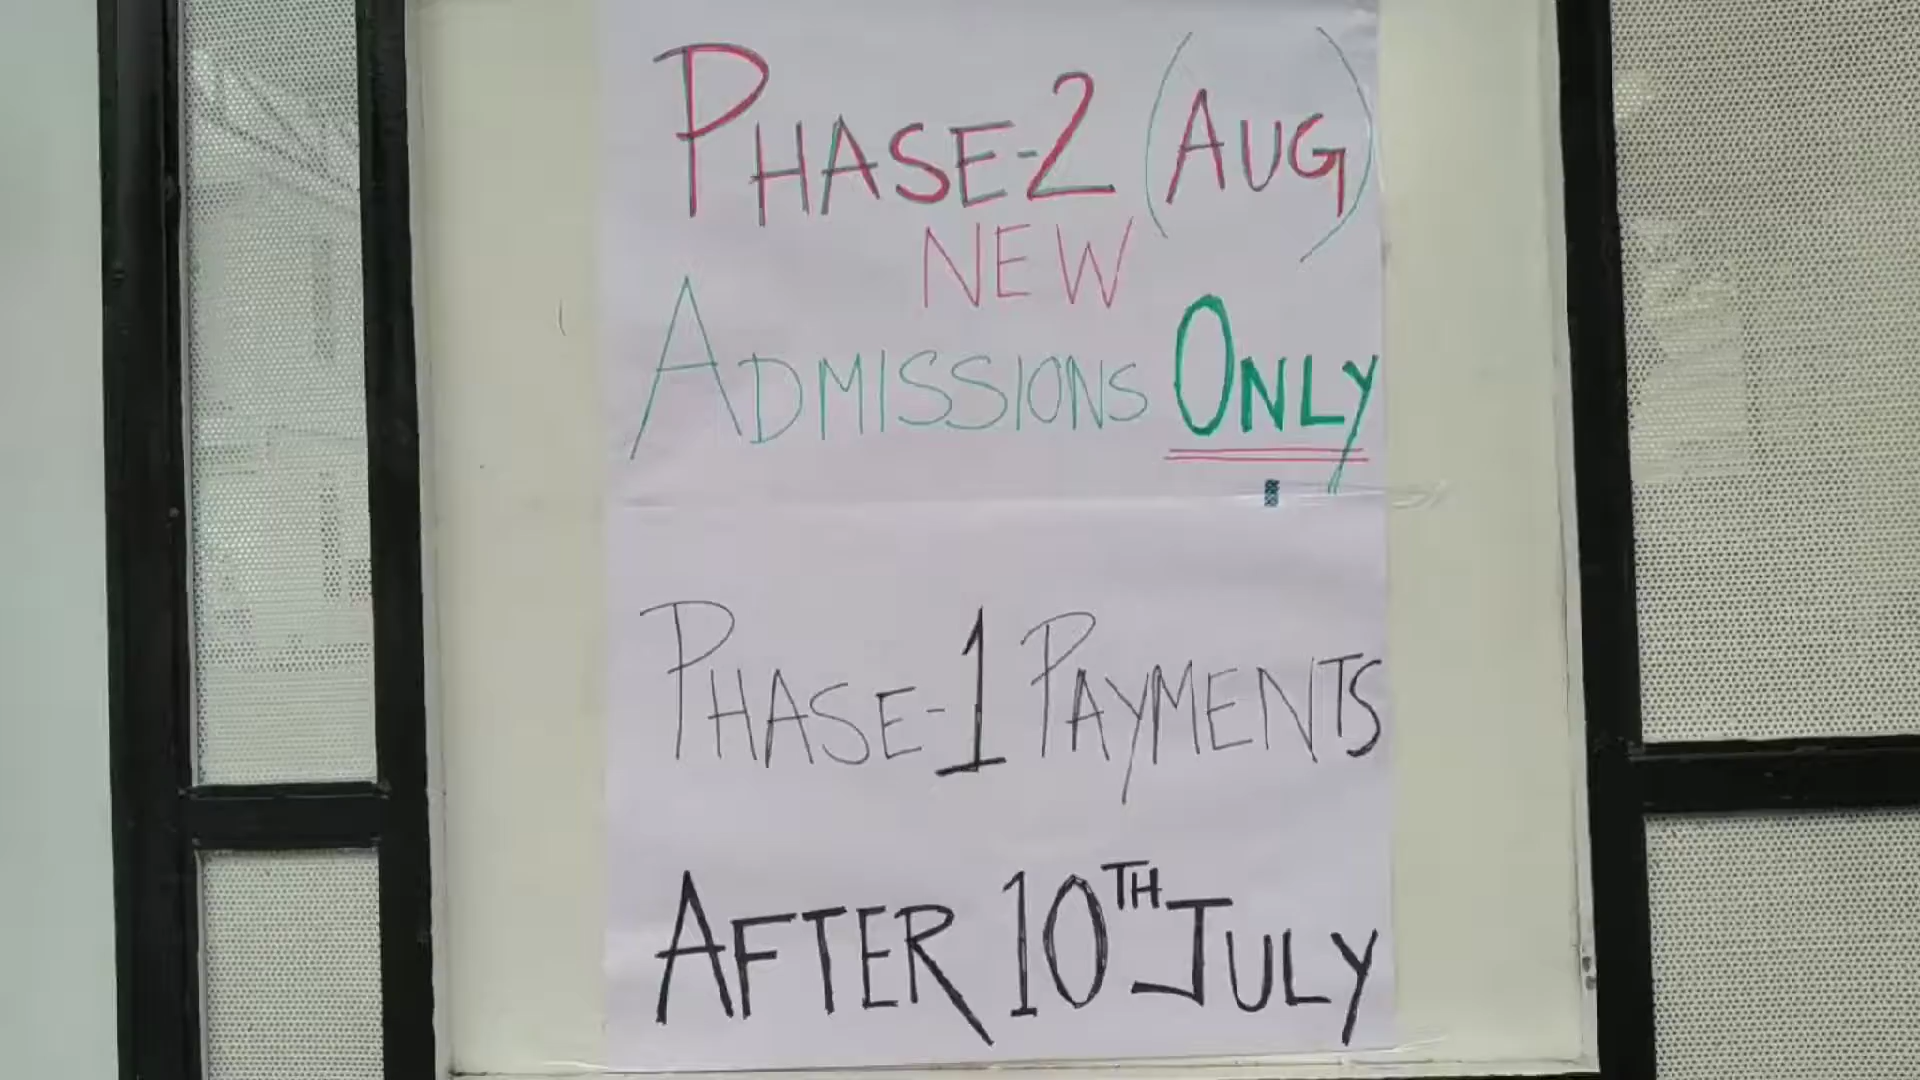 PHASE-2 (AUG)
NEW
ADMISSIONS ONLY
PHASE-1 PAYMENTS
AFTER 10TH JULY